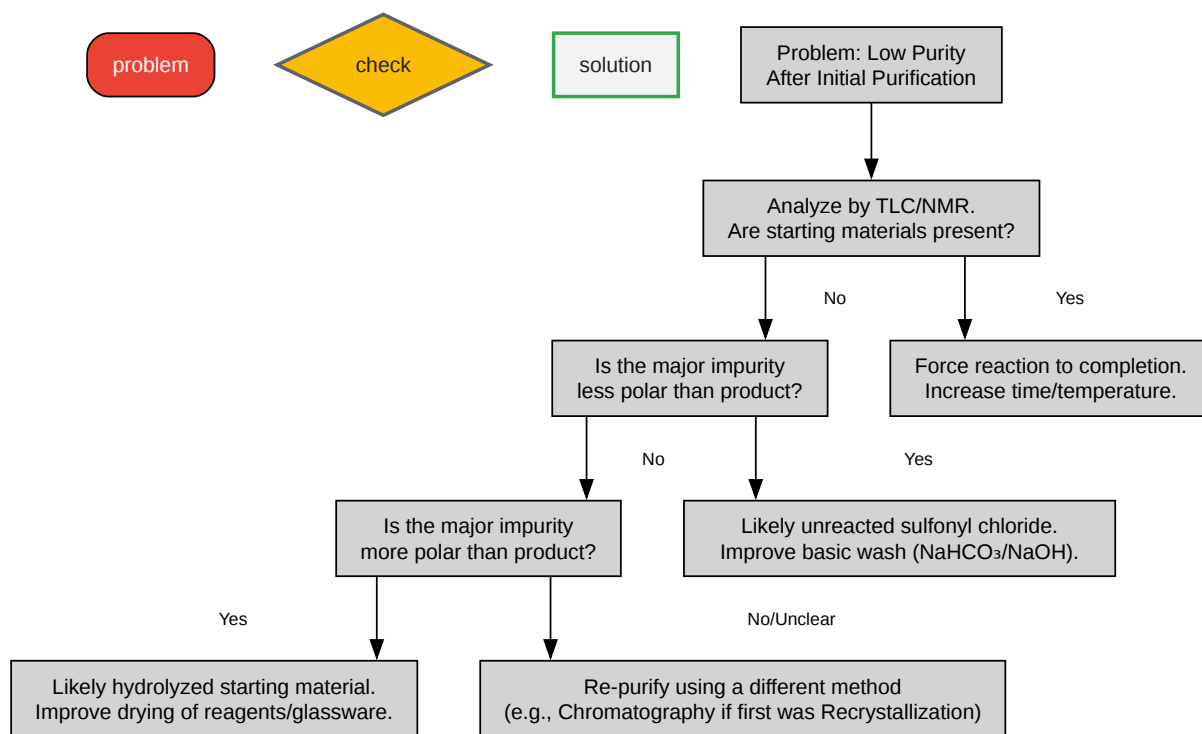 problem
check
solution
Problem: Low Purity
After Initial Purification
Analyze by TLC/NMR.
Are starting materials present?
No
Yes
Is the major impurity
less polar than product?
Force reaction to completion.
Increase time/temperature.
No
Yes
Is the major impurity
more polar than product?
Likely unreacted sulfonyl chloride.
Improve basic wash (NaHCO₃/NaOH).
Yes
No/Unclear
Likely hydrolyzed starting material.
Improve drying of reagents/glassware.
Re-purify using a different method
(e.g., Chromatography if first was Recrystallization)